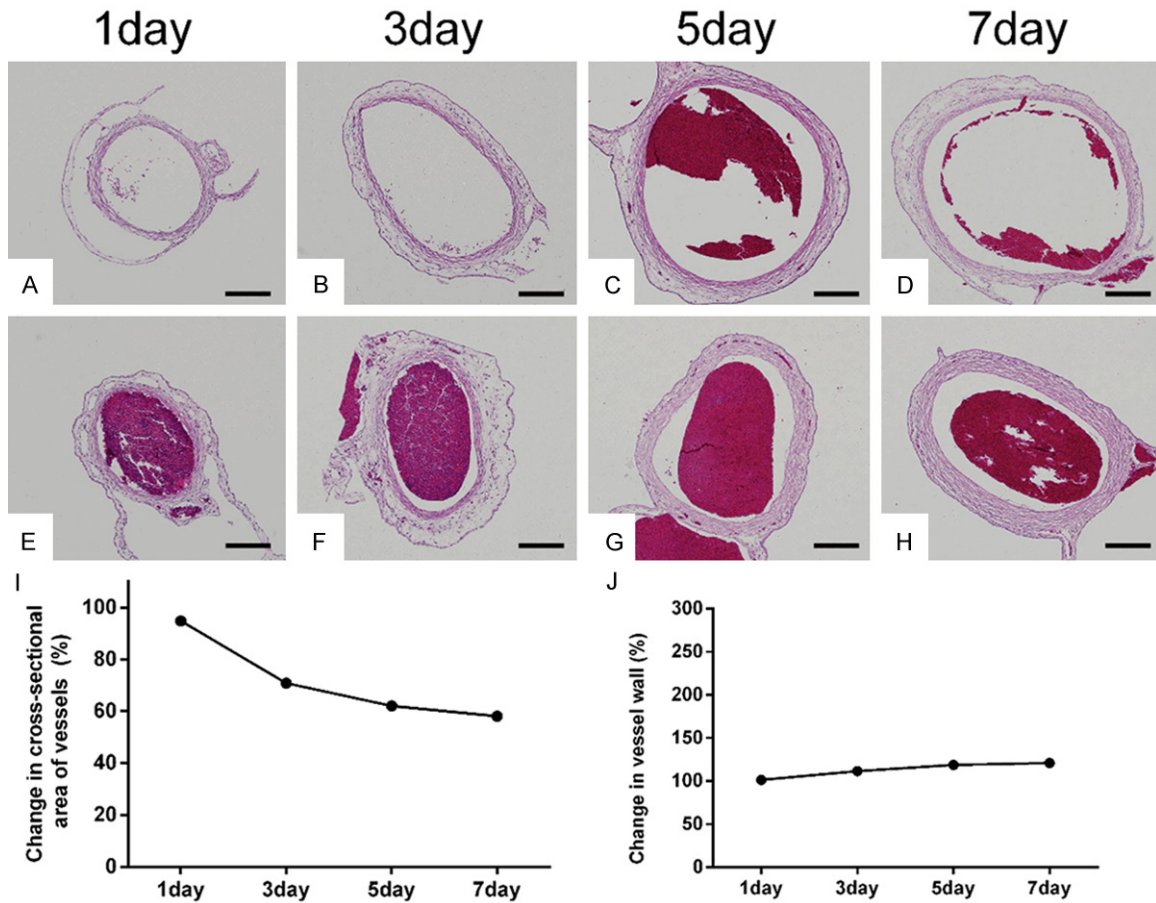 1day 3day 5day 7day
A B C D
E F G H
I
Change in cross-sectional
area of vessels (%)
100
80
60
40
20
0
1day 3day 5day 7day
J
Change in vessel wall (%)
300
250
200
150
100
50
0
1day 3day 5day 7day